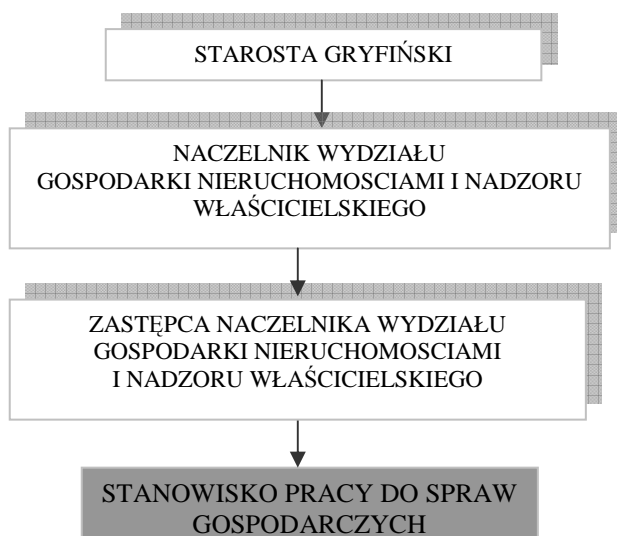 STAROSTA GRYFIŃSKI
NACZELNIK WYDZIAŁU
GOSPODARKI NIERUCHOMOSCIAMI I NADZORU
WŁAŚCICIELSKIEGO
ZASTĘPCA NACZELNIKA WYDZIAŁU
GOSPODARKI NIERUCHOMOSCIAMI
I NADZORU WŁAŚCICIELSKIEGO
STANOWISKO PRACY DO SPRAW
GOSPODARCZYCH